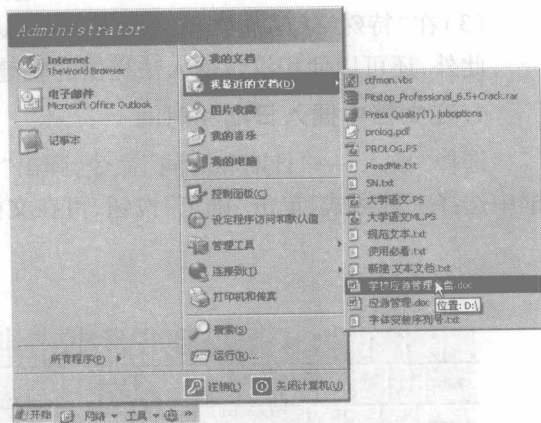 Administrator
Internet
TheWorld Browser
电子邮件
Microsoft Office Outlook
记事本
所有程序(P)
我的文档
我最近的文档(D)
图片收藏
我的音乐
我的电脑
控制面板(C)
设定程序访问和默认值
管理工具
连接到(T)
打印机和传真
搜索(S)
运行(R)...
注销(L)
关闭计算机(U)
ctfmon.vbs
Pitstop_Professional_6.5+Crack.rar
Press Quality(1).joboptions
prolog.pdf
PROLOG.PS
ReadMe.txt
SN.txt
大学语文.PS
大学语文ML.PS
规范文本.txt
使用必看.txt
新建 文本文档.txt
学校应急管理 盘.doc
应急管理.doc
位置: D:\
字体安装序列号.txt
开始
网络
工具